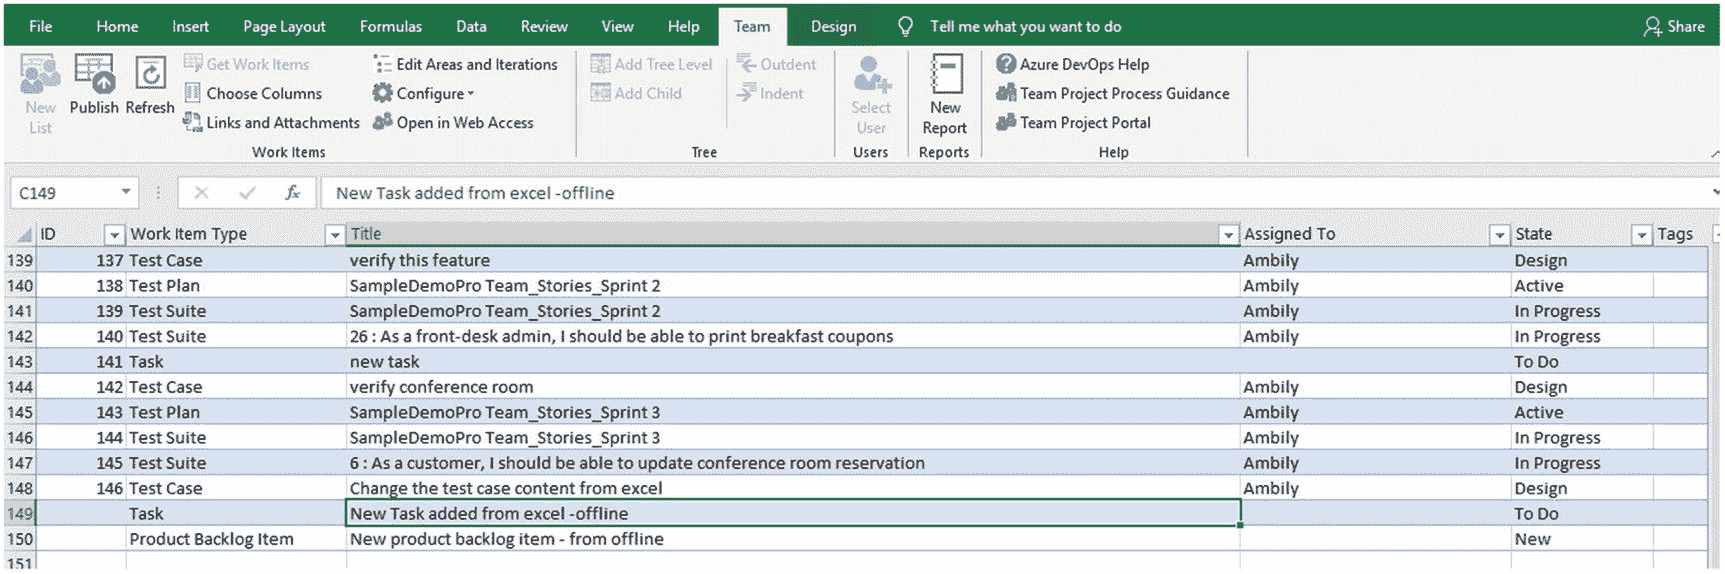 File Home Insert Page Layout Formulas Data Review View Help Team Design Tell me what you want to do Share
Get Work Items Edit Areas and Iterations Add Tree Level Outdent Azure DevOps Help
Choose Columns Configure Add Child Indent Team Project Process Guidance
New List Publish Refresh Links and Attachments Open in Web Access Select User New Report Team Project Portal
Work Items Tree Users Reports Help
C149 fx New Task added from excel -offline
ID Work Item Type Title Assigned To State Tags
139 137 Test Case verify this feature Ambily Design
140 138 Test Plan SampleDemoPro Team_Stories_Sprint 2 Ambily Active
141 139 Test Suite SampleDemoPro Team_Stories_Sprint 2 Ambily In Progress
142 140 Test Suite 26 : As a front-desk admin, I should be able to print breakfast coupons Ambily In Progress
143 141 Task new task To Do
144 142 Test Case verify conference room Ambily Design
145 143 Test Plan SampleDemoPro Team_Stories_Sprint 3 Ambily Active
146 144 Test Suite SampleDemoPro Team_Stories_Sprint 3 Ambily In Progress
147 145 Test Suite 6 : As a customer, I should be able to update conference room reservation Ambily In Progress
148 146 Test Case Change the test case content from excel Ambily Design
149 Task New Task added from excel -offline To Do
150 Product Backlog Item New product backlog item - from offline New
151